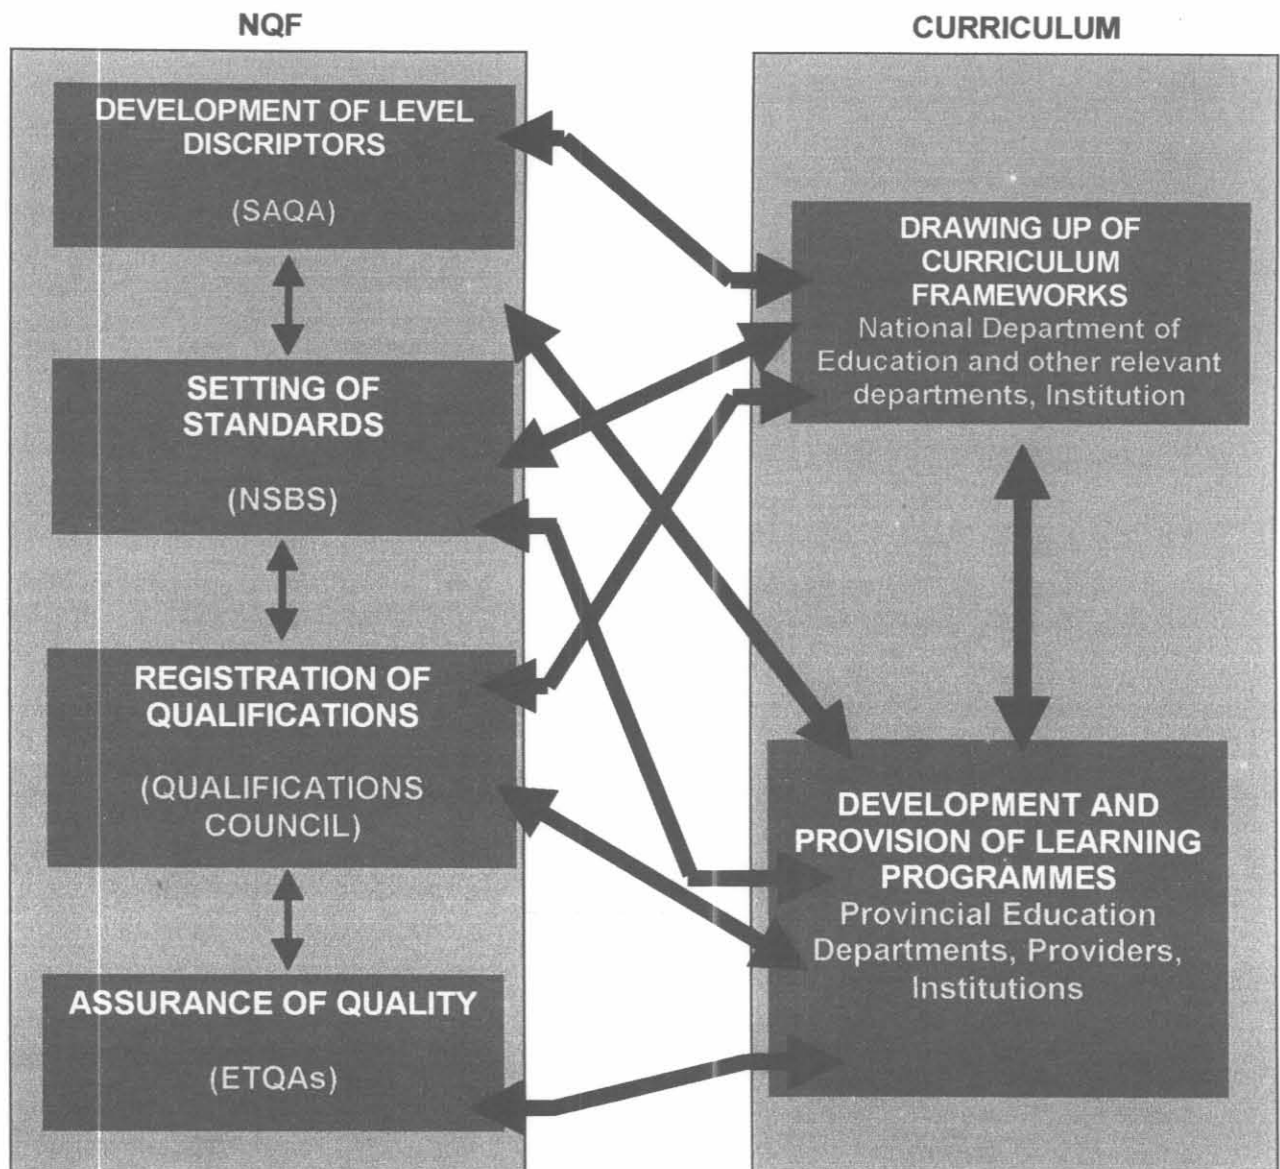 NQF
DEVELOPMENT OF LEVEL
DISCRIPTORS
(SAQA)
SETTING OF
STANDARDS
(NSBS)
REGISTRATION OF
QUALIFICATIONS
(QUALIFICATIONS
COUNCIL)
ASSURANCE OF QUALITY
(ETQAs)
CURRICULUM
DRAWING UP OF
CURRICULUM
FRAMEWORKS
National Department of
Education and other relevant
departments, Institution
DEVELOPMENT AND
PROVISION OF LEARNING
PROGRAMMES
Provincial Education
Departments, Providers,
Institutions